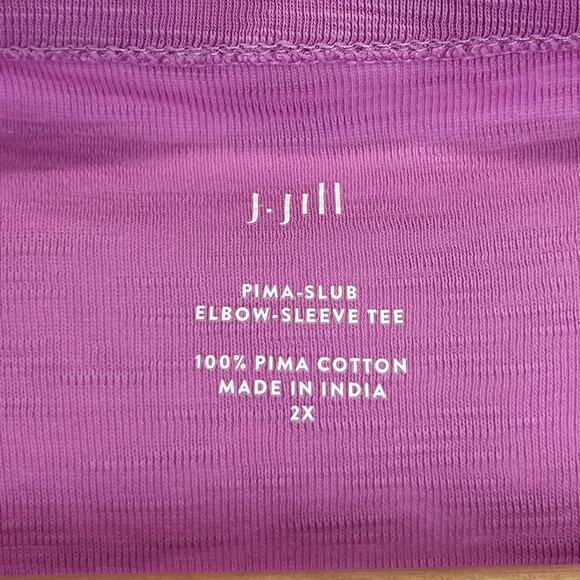 J.Jill
PIMA-SLUB
ELBOW-SLEEVE TEE
100% PIMA COTTON
MADE IN INDIA
2X